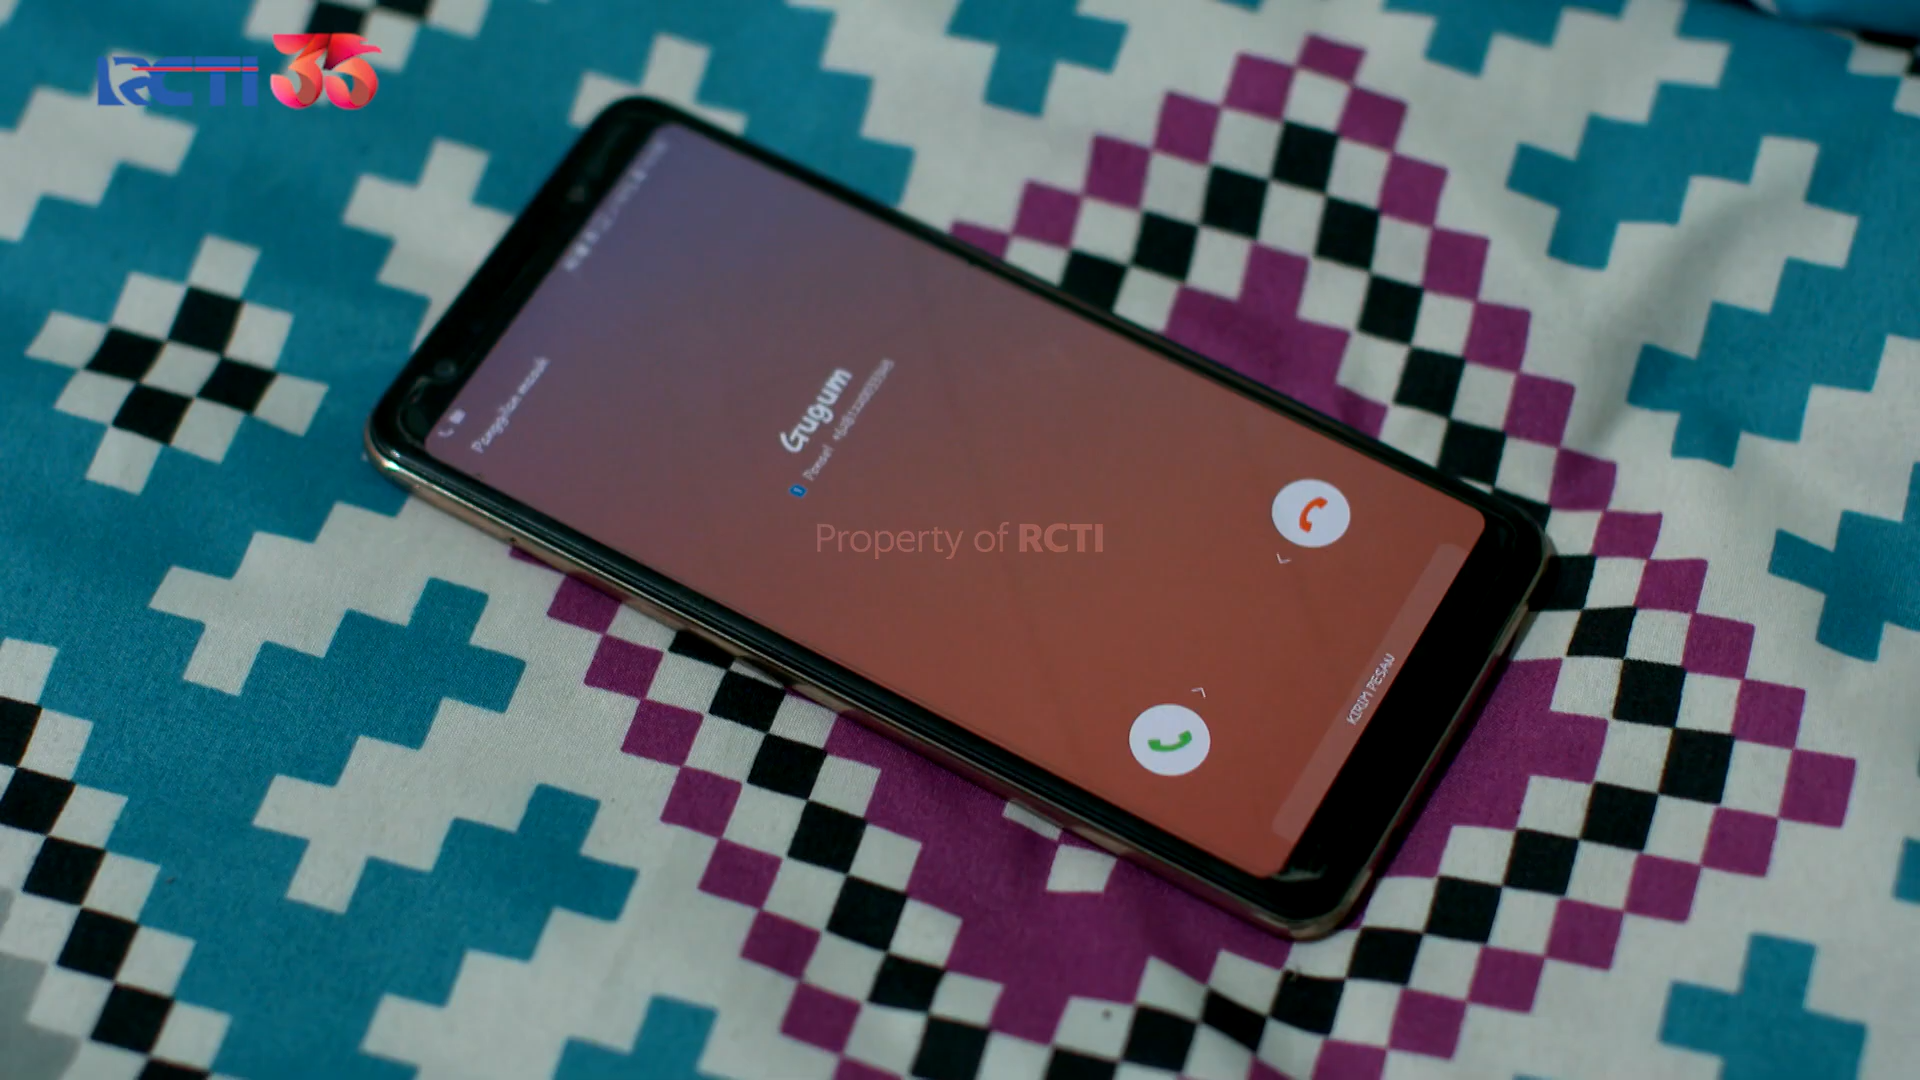 RCTI 35
Panggilan masuk
Gugum
Ponsel
Property of RCTI
KIRIM PESAN